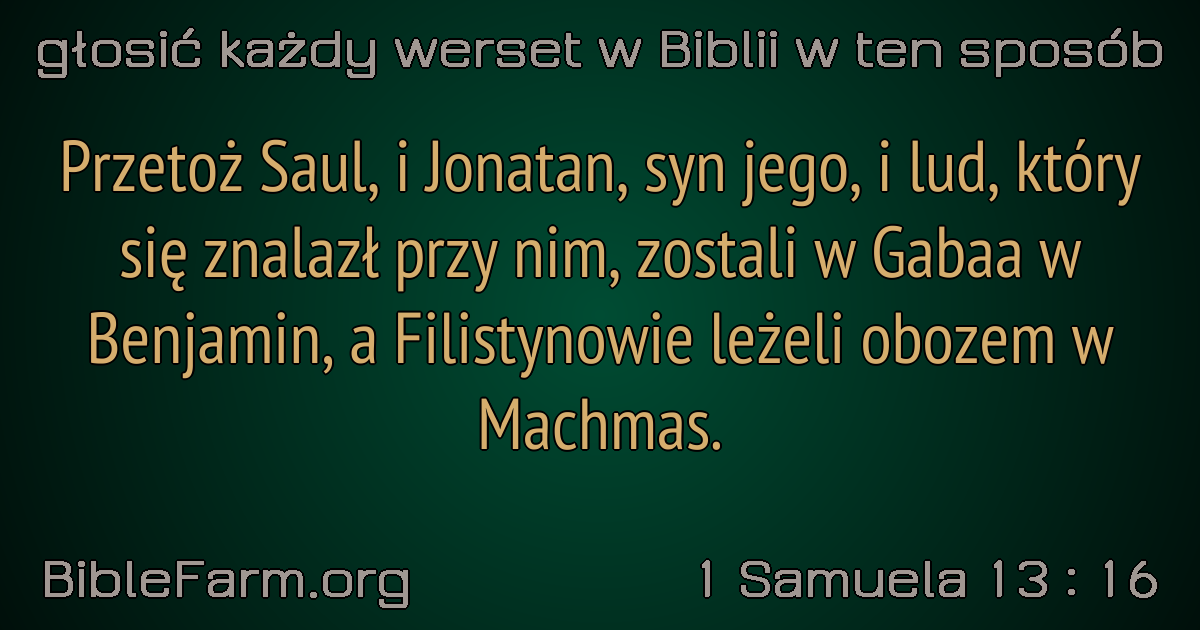 głosić każdy werset w Biblii w ten sposób
Przetoż Saul, i Jonatan, syn jego, i lud, który
się znalazł przy nim, zostali w Gabaa w
Benjamin, a Filistynowie leżeli obozem w
Machmas.
BibleFarm.org
1 Samuela 13 : 16